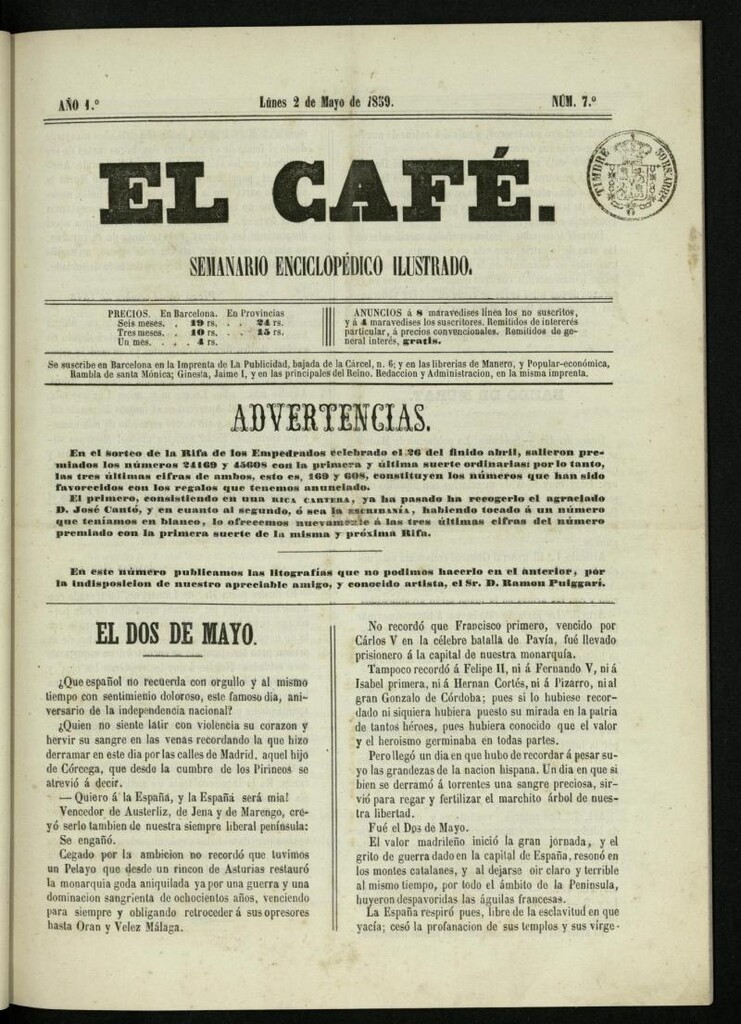 AÑO 1.º
Lúnes 2 de Mayo de 1859.
NÚM. 7.º
TIMBRE
EL CAFÉ.
SEMANARIO ENCICLOPÉDICO ILUSTRADO.
PRECIOS. En Barcelona. En Provincias
Seis meses. . 19 rs. . . 24 rs.
Tres meses. . 10 rs. . . 15 rs.
Un mes. . . . 4 rs.
ANUNCIOS á 8 maravedises línea los no suscritos,
y á 4 maravedises los suscritores. Remitidos de intererés
particular, á precios convencionales. Remitidos de ge-
neral interés, gratis.
Se suscribe en Barcelona en la Imprenta de La Publicidad, bajada de la Cárcel, n. 6; y en las librerias de Manero, y Popular-económica,
Rambla de santa Mónica; Ginesta, Jaime I, y en las principales del Reino. Redaccion y Administracion, en la misma imprenta.
ADVERTENCIAS.
En el sorteo de la Rifa de los Empedrados celebrado el 26 del finido abril, salieron pre-
miados los números 24169 y 45608 con la primera y última suerte ordinarias; por lo tanto,
las tres últimas cifras de ambos, esto es, 169 y 608, constituyen los números que han sido
favorecidos con los regalos que tenemos anunciado.
El primero, consistiendo en una RICA CARTERA, ya ha pasado ha recogerlo el agraciado
D. José Cantó, y en cuanto al segundo, ó sea la ESCRIBANÍA, habiendo tocado á un número
que teníamos en blanco, lo ofrecemos nuevamente á las tres últimas cifras del número
premiado con la primera suerte de la misma y próxima Rifa.
En este número publicamos las litografías que no podimos hacerlo en el anterior, por
la indisposicion de nuestro apreciable amigo, y conocido artista, el Sr. D. Ramon Puiggarí.
EL DOS DE MAYO.
¿Que español no recuerda con orgullo y al mismo
tiempo con sentimiento doloroso, este famoso dia, ani-
versario de la independencia nacional?
¿Quien no siente latir con violencia su corazon y
hervir su sangre en las venas recordando la que hizo
derramar en este dia por las calles de Madrid, aquel hijo
de Córcega, que desde la cumbre de los Pirineos se
atrevió á decir.
— Quiero á la España, y la España será mia!
Vencedor de Austerliz, de Jena y de Marengo, cre-
yó serlo tambien de nuestra siempre liberal península:
Se engañó.
Cegado por la ambicion no recordó que tuvimos
un Pelayo que desde un rincon de Asturias restauró
la monarquia goda aniquilada ya por una guerra y una
dominacion sangrienta de ochocientos años, venciendo
para siempre y obligando retroceder á sus opresores
hasta Oran y Velez Málaga.
No recordó que Francisco primero, vencido por
Cárlos V en la célebre batalla de Pavía, fué llevado
prisionero á la capital de nuestra monarquía.
Tampoco recordó á Felipe II, ni á Fernando V, ni á
Isabel primera, ni á Hernan Cortés, ni á Pizarro, ni al
gran Gonzalo de Córdoba; pues si lo hubiese recor-
dado ni siquiera hubiera puesto su mirada en la patria
de tantos héroes, pues hubiera conocido que el valor
y el heroismo germinaba en todas partes.
Pero llegó un dia en que hubo de recordar á pesar su-
yo las grandezas de la nacion hispana. Un dia en que si
bien se derramó á torrentes una sangre preciosa, sir-
vió para regar y fertilizar el marchito árbol de nues-
tra libertad.
Fué el Dos de Mayo.
El valor madrileño inició la gran jornada, y el
grito de guerra dado en la capital de España, resonó en
los montes catalanes, y al dejarse oir claro y terrible
al mismo tiempo, por todo el ámbito de la Peninsula,
huyeron despavoridas las águilas francesas.
La España respiró pues, libre de la esclavitud en que
yacía; cesó la profanacion de sus templos y sus vírge-